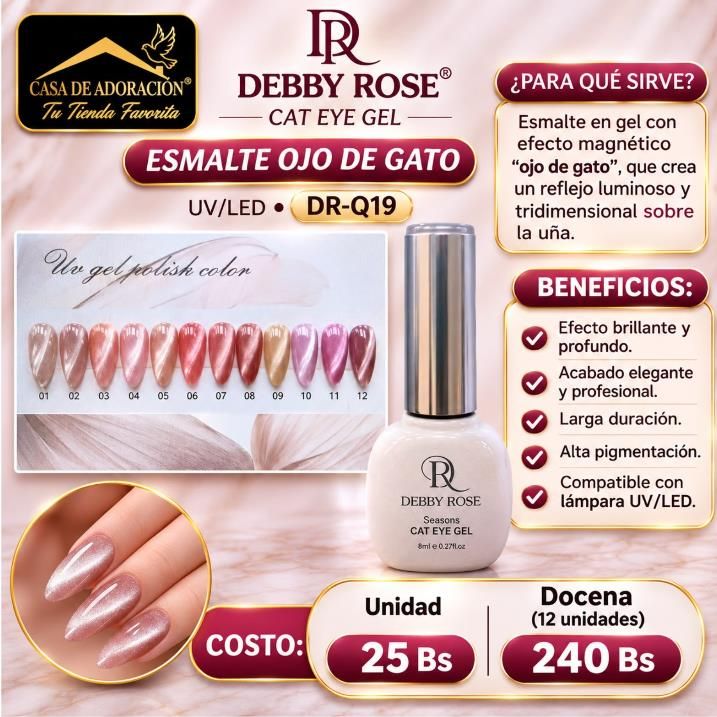 CASA DE ADORACIÓN®
Tu Tienda Favorita
DR
DEBBY ROSE®
CAT EYE GEL
ESMALTE OJO DE GATO
UV/LED • DR-Q19
¿PARA QUÉ SIRVE?
Esmalte en gel con
efecto magnético
“ojo de gato”, que crea
un reflejo luminoso y
tridimensional sobre
la uña.
Uv gel polish color
01 02 03 04 05 06 07 08 09 10 11 12
BENEFICIOS:
Efecto brillante y
profundo.
Acabado elegante
y profesional.
Larga duración.
Alta pigmentación.
Compatible con
lámpara UV/LED.
DR
DEBBY ROSE
Seasons
CAT EYE GEL
8ml e 0.27fl.oz
COSTO:
Unidad
25 Bs
Docena
(12 unidades)
240 Bs